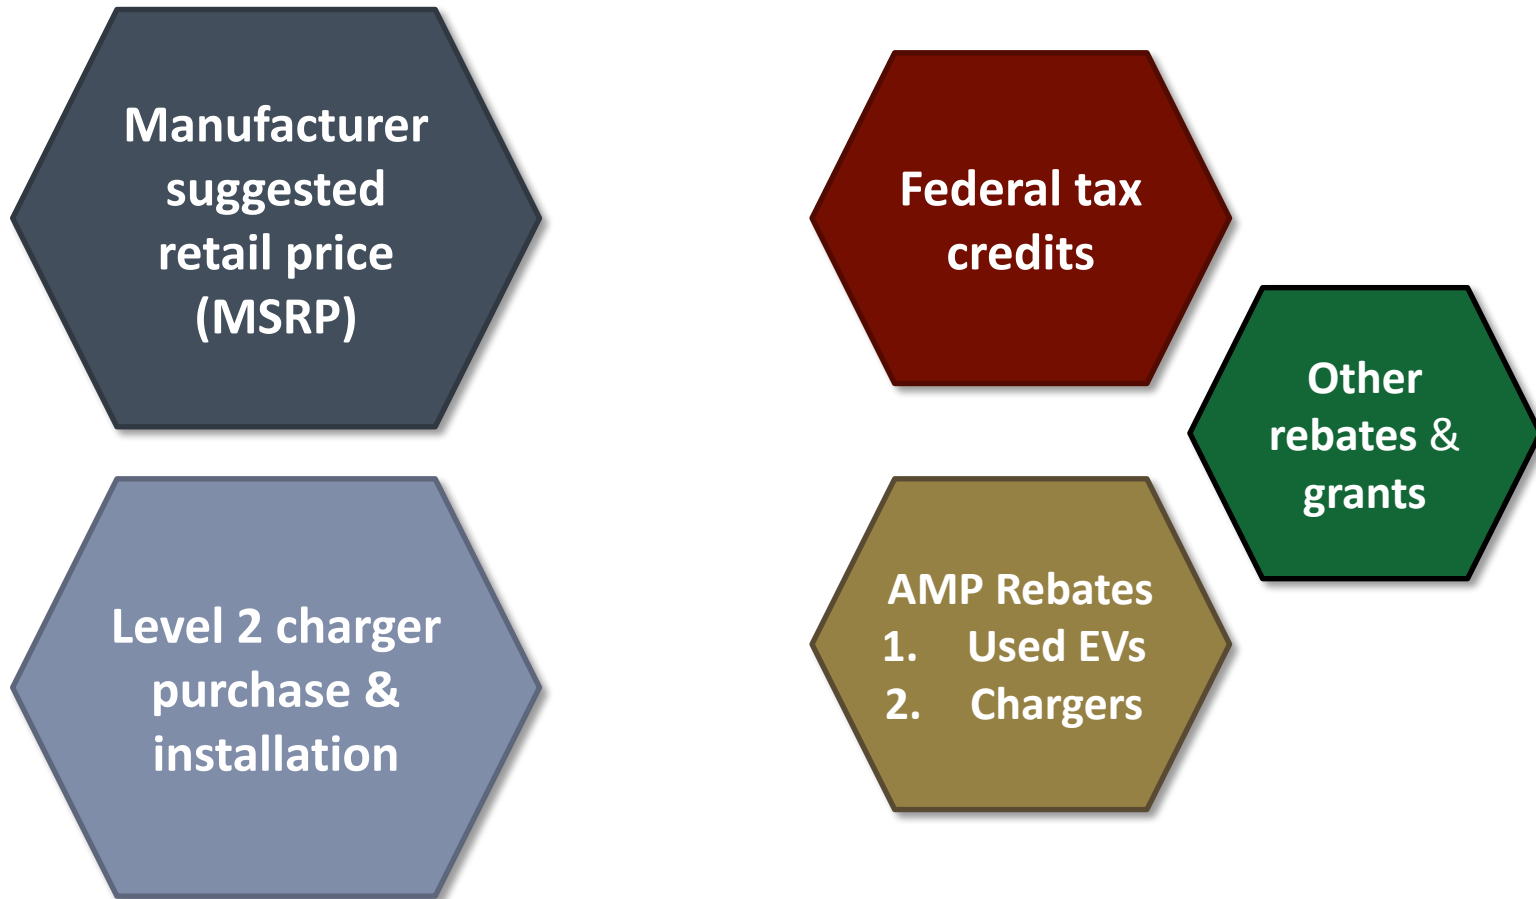 Manufacturer
suggested
retail price
(MSRP)
Level 2 charger
purchase &
installation
Federal tax
credits
Other
rebates &
grants
AMP Rebates
1. Used EVs
2. Chargers